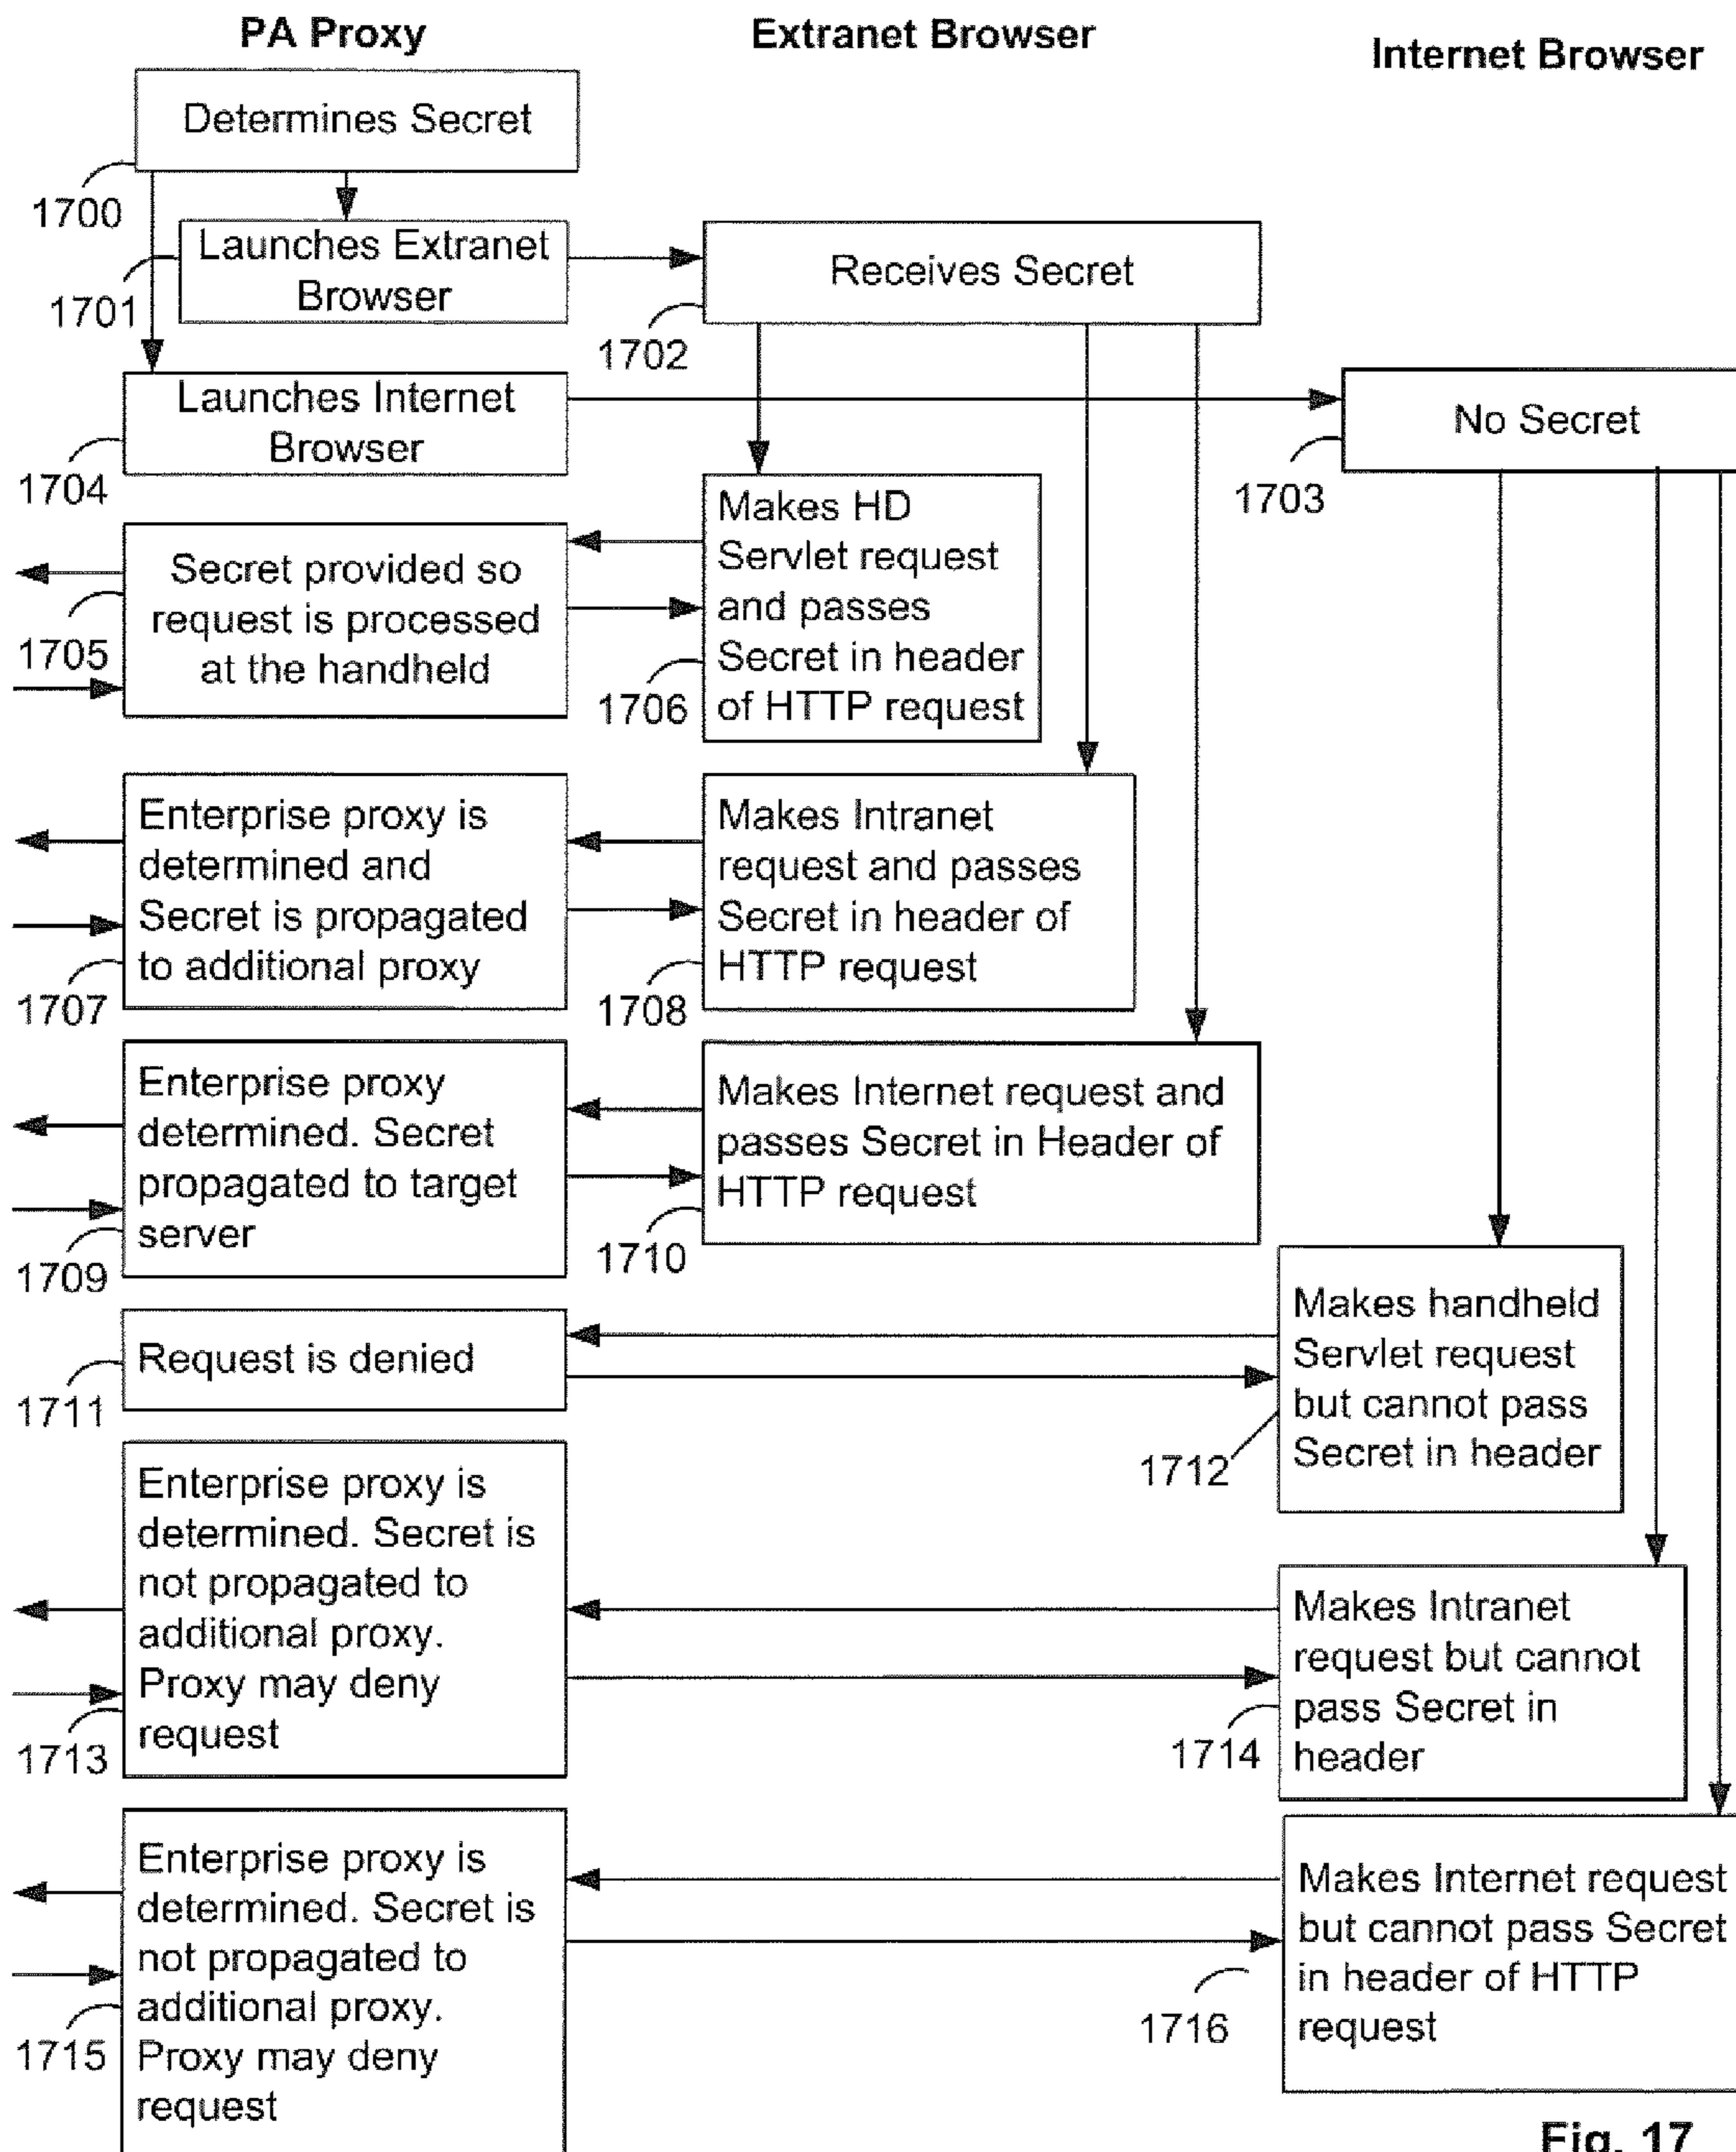 PA Proxy
Extranet Browser
Internet Browser
Determines Secret
1700
Launches Extranet
Browser
1701
Receives Secret
1702
Launches Internet
Browser
1704
No Secret
1703
Secret provided so
request is processed
at the handheld
1705
Makes HD
Servlet request
and passes
Secret in header
of HTTP request
1706
Enterprise proxy is
determined and
Secret is propagated
to additional proxy
1707
Makes Intranet
request and passes
Secret in header of
HTTP request
1708
Enterprise proxy
determined. Secret
propagated to target
server
1709
Makes Internet request and
passes Secret in Header of
HTTP request
1710
Request is denied
1711
Makes handheld
Servlet request
but cannot pass
Secret in header
1712
Enterprise proxy is
determined. Secret is
not propagated to
additional proxy.
Proxy may deny
request
1713
Makes Intranet
request but cannot
pass Secret in
header
1714
Enterprise proxy is
determined. Secret is
not propagated to
additional proxy.
Proxy may deny
request
1715
Makes Internet request
but cannot pass Secret
in header of HTTP
request
1716
Fig. 17